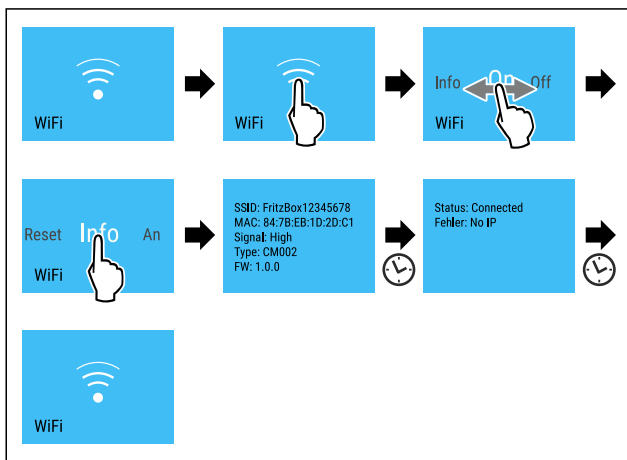 WiFi
WiFi
Info On Off
WiFi
Reset Info An
WiFi
SSID: FritzBox12345678
MAC: 84:7B:EB:1D:2D:C1
Signal: High
Type: CM002
FW: 1.0.0
Status: Connected
Fehler: No IP
WiFi